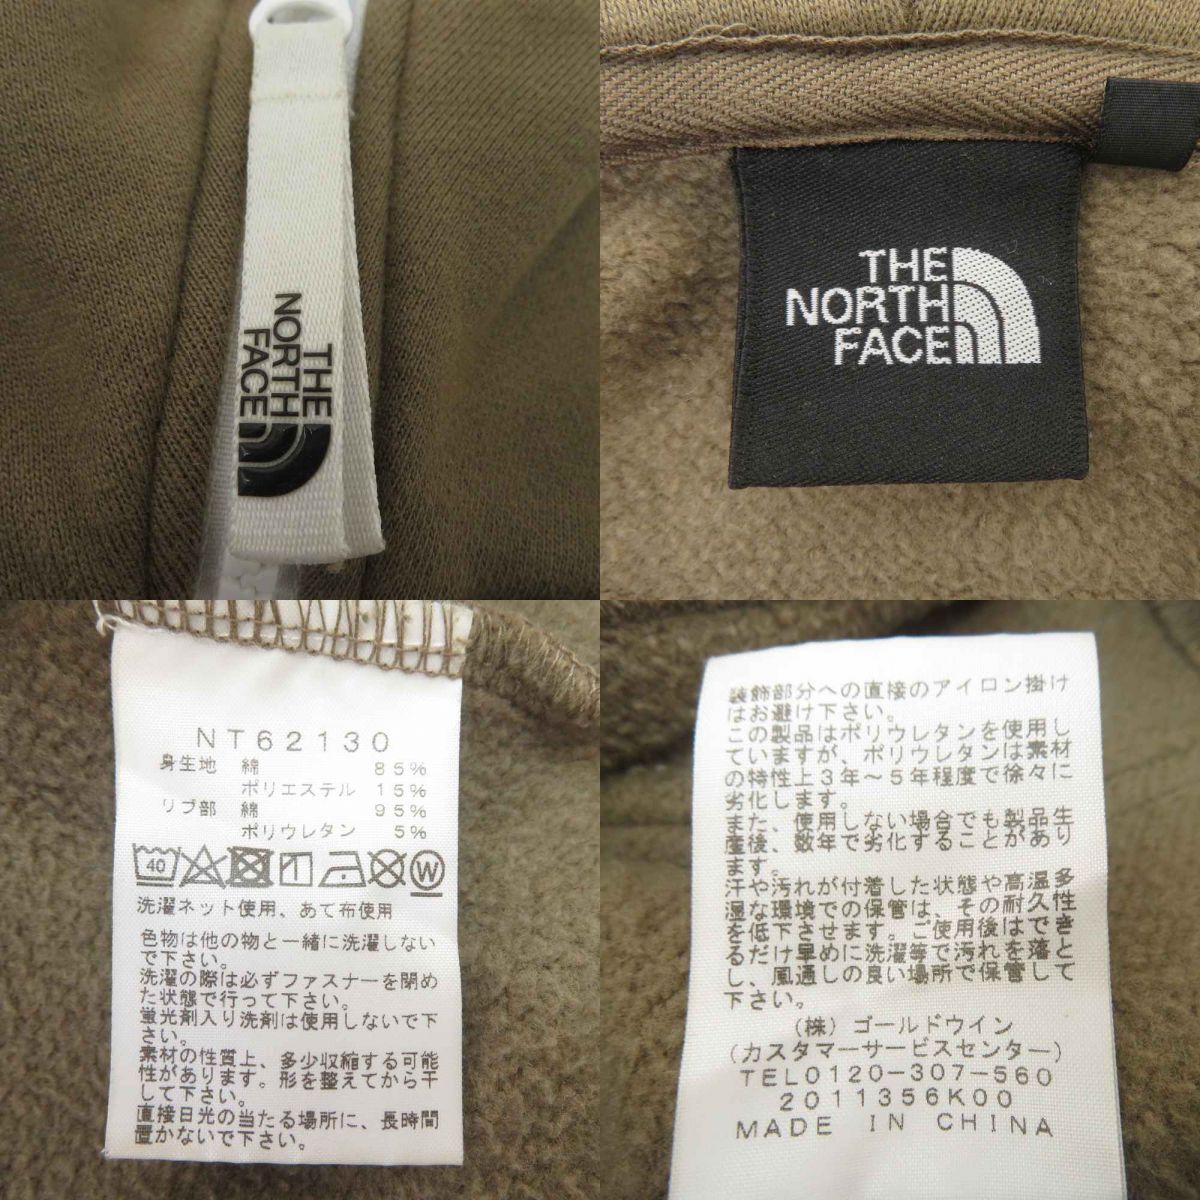 THE
NORTH
FACE
THE
NORTH
FACE
NT62130
身生地 綿 85%
ポリエステル 15%
リブ部 綿 95%
ポリウレタン 5%
40
W
洗濯ネット使用、あて布使用
色物は他の物と一緒に洗濯しない
で下さい。
洗濯の際は必ずファスナーを閉め
た状態で行って下さい。
蛍光剤入り洗剤は使用しないで下
さい。
素材の性質上、多少収縮する可能
性があります。形を整えてから干
して下さい。
直接日光の当たる場所に、長時間
置かないで下さい。
装飾部分への直接のアイロン掛け
はお避け下さい。
この製品はポリウレタンを使用し
ていますが、ポリウレタンは素材
の特性上3年〜5年程度で徐々に
劣化します。
また、使用しない場合でも製品生
産後、数年で劣化することがあり
ます。
汗や汚れが付着した状態や高温多
湿な環境での保管は、その耐久性
を低下させます。ご使用後はでき
るだけ早めに洗濯等で汚れを落と
し、風通しの良い場所で保管して
下さい。
(株)ゴールドウイン
(カスタマーサービスセンター)
TEL0120-307-560
2011356K00
MADE IN CHINA